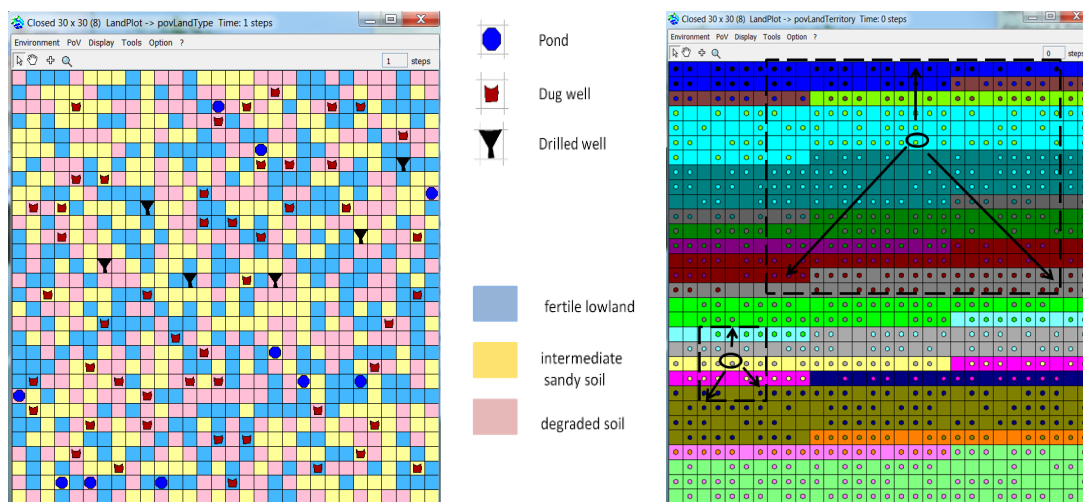 Closed 30 x 30 (8) LandPlot -> povLandType Time: 1 steps
Environment PoV Display Tools Option ?
1 steps
Pond
Dug well
Drilled well
fertile lowland
intermediate
sandy soil
degraded soil
Closed 30 x 30 (8) LandPlot -> povLandTerritory Time: 0 steps
Environment PoV Display Tools Option ?
0 steps